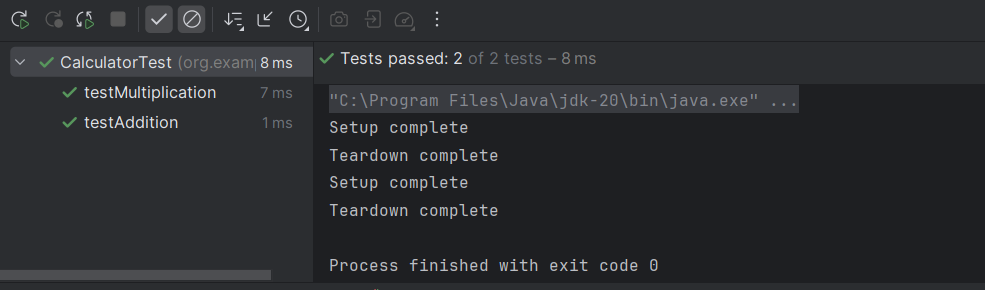 CalculatorTest (org.examp 8 ms
testMultiplication 7 ms
testAddition 1 ms
Tests passed: 2 of 2 tests – 8 ms
"C:\Program Files\Java\jdk-20\bin\java.exe" ...
Setup complete
Teardown complete
Setup complete
Teardown complete
Process finished with exit code 0